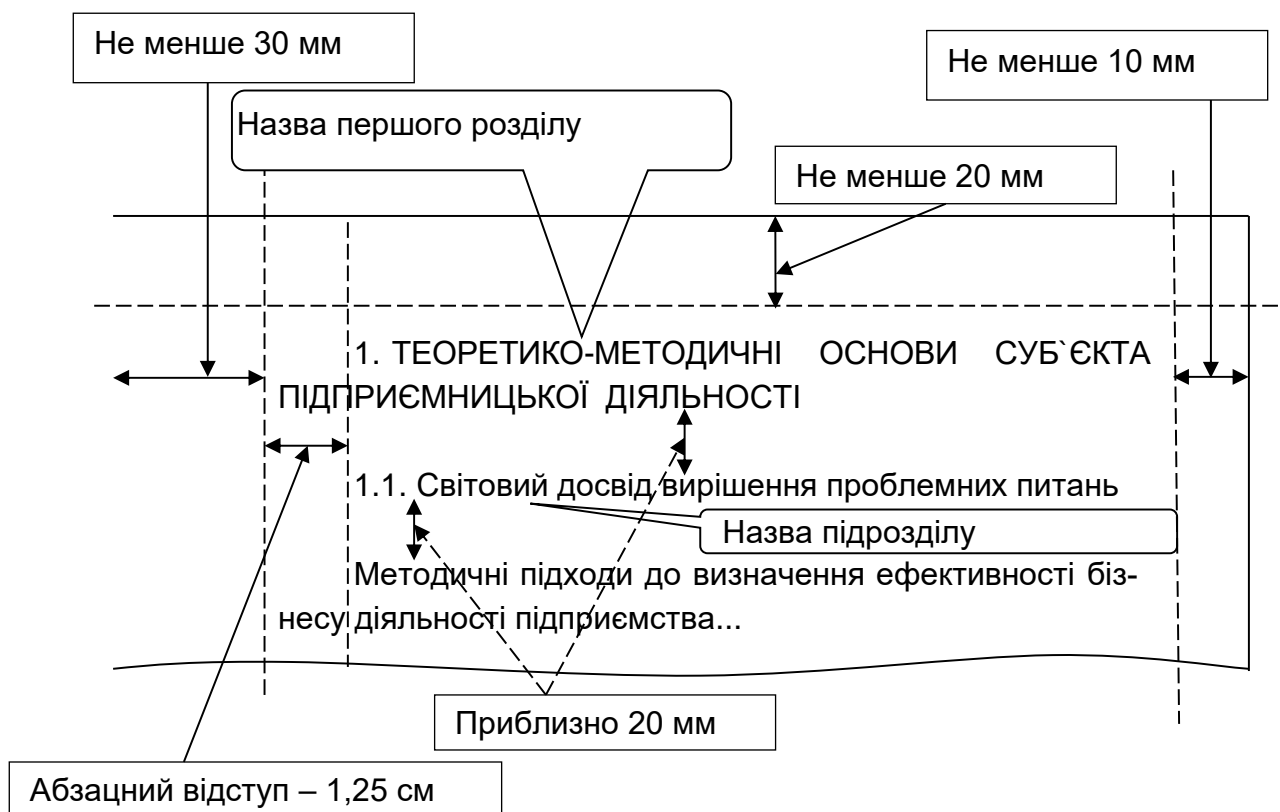 Не менше 30 мм
Не менше 10 мм
Назва першого розділу
Не менше 20 мм
1. ТЕОРЕТИКО-МЕТОДИЧНІ ОСНОВИ СУБ`ЄКТА
ПІДПРИЄМНИЦЬКОЇ ДІЯЛЬНОСТІ
1.1. Світовий досвід вирішення проблемних питань
Назва підрозділу
Методичні підходи до визначення ефективності біз-
несу діяльності підприємства...
Приблизно 20 мм
Абзацний відступ – 1,25 см